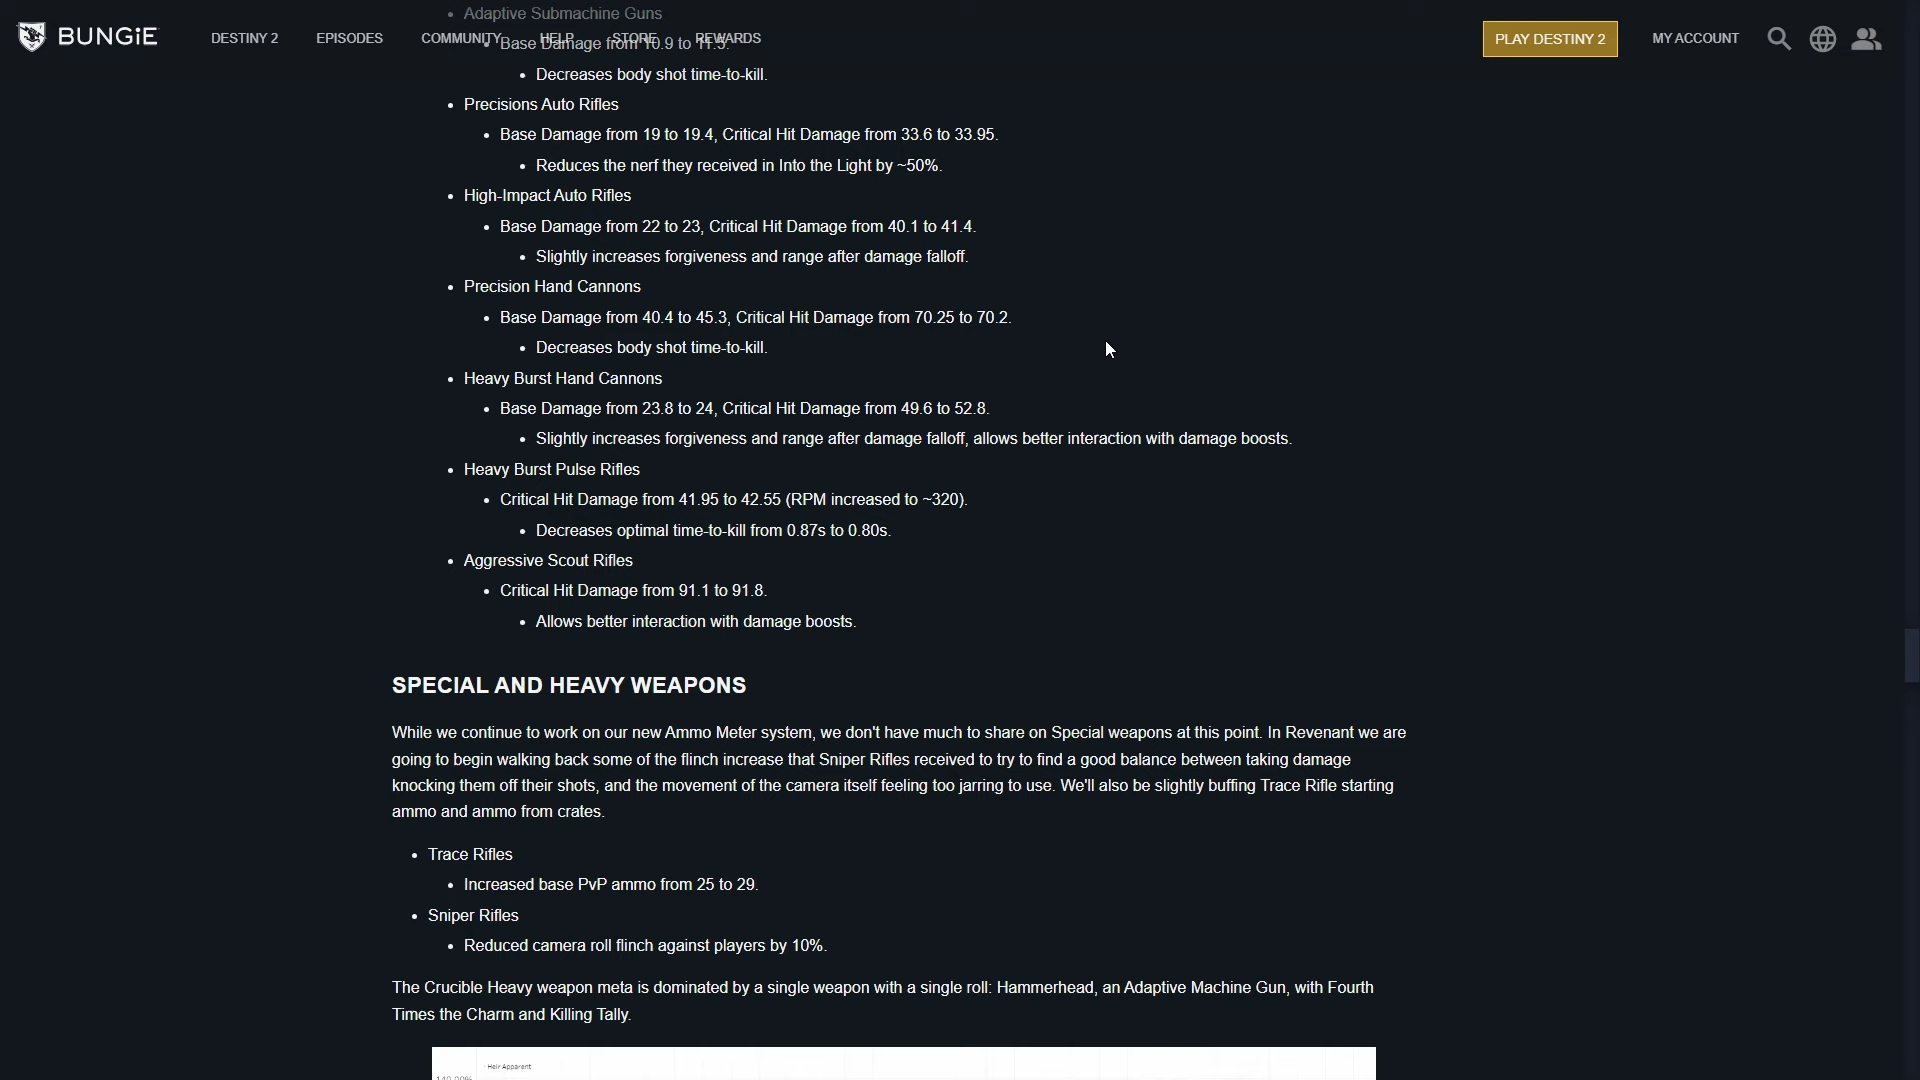 Adaptive Submachine Guns
BUNGiE
DESTINY 2
EPISODES
COMMUNITY
HELP
STORE
REWARDS
PLAY DESTINY 2
MY ACCOUNT
Base Damage from 10.9 to 11.5.
Decreases body shot time-to-kill.
Precisions Auto Rifles
Base Damage from 19 to 19.4, Critical Hit Damage from 33.6 to 33.95.
Reduces the nerf they received in Into the Light by ~50%.
High-Impact Auto Rifles
Base Damage from 22 to 23, Critical Hit Damage from 40.1 to 41.4.
Slightly increases forgiveness and range after damage falloff.
Precision Hand Cannons
Base Damage from 40.4 to 45.3, Critical Hit Damage from 70.25 to 70.2.
Decreases body shot time-to-kill.
Heavy Burst Hand Cannons
Base Damage from 23.8 to 24, Critical Hit Damage from 49.6 to 52.8.
Slightly increases forgiveness and range after damage falloff, allows better interaction with damage boosts.
Heavy Burst Pulse Rifles
Critical Hit Damage from 41.95 to 42.55 (RPM increased to ~320).
Decreases optimal time-to-kill from 0.87s to 0.80s.
Aggressive Scout Rifles
Critical Hit Damage from 91.1 to 91.8.
Allows better interaction with damage boosts.
SPECIAL AND HEAVY WEAPONS
While we continue to work on our new Ammo Meter system, we don't have much to share on Special weapons at this point. In Revenant we are
going to begin walking back some of the flinch increase that Sniper Rifles received to try to find a good balance between taking damage
knocking them off their shots, and the movement of the camera itself feeling too jarring to use. We'll also be slightly buffing Trace Rifle starting
ammo and ammo from crates.
Trace Rifles
Increased base PvP ammo from 25 to 29.
Sniper Rifles
Reduced camera roll flinch against players by 10%.
The Crucible Heavy weapon meta is dominated by a single weapon with a single roll: Hammerhead, an Adaptive Machine Gun, with Fourth
Times the Charm and Killing Tally.
Heir Apparent
140.00%